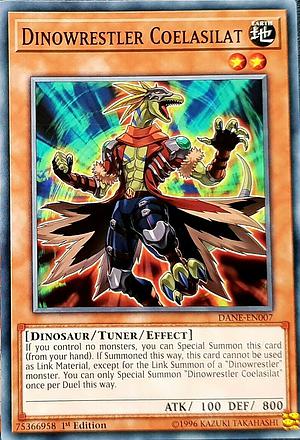 DINOWRESTLER COELASILAT
EARTH
地
DANE-EN007
[DINOSAUR/TUNER/EFFECT]
If you control no monsters, you can Special Summon this
card (from your hand). If Summoned this way, this card cannot be used
as Link Material, except for the Link Summon of a "Dinowrestler"
monster. You can only Special Summon "Dinowrestler Coelasilat"
once per Duel this way.
ATK/ 100 DEF/ 800
75366958 1st Edition
©1996 KAZUKI TAKAHASHI